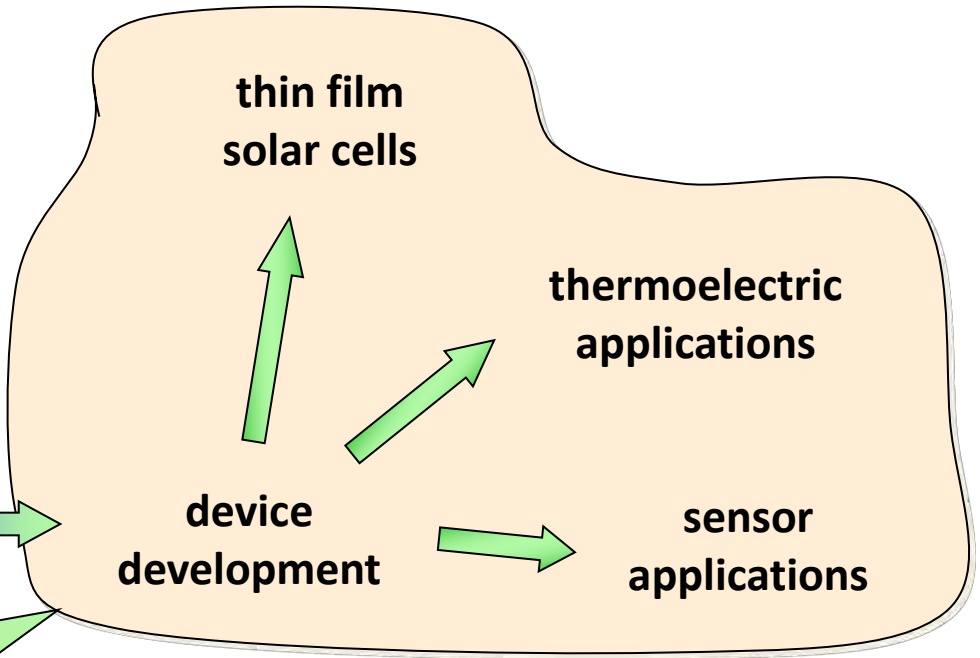 thin film
solar cells
thermoelectric
applications
device
development
sensor
applications